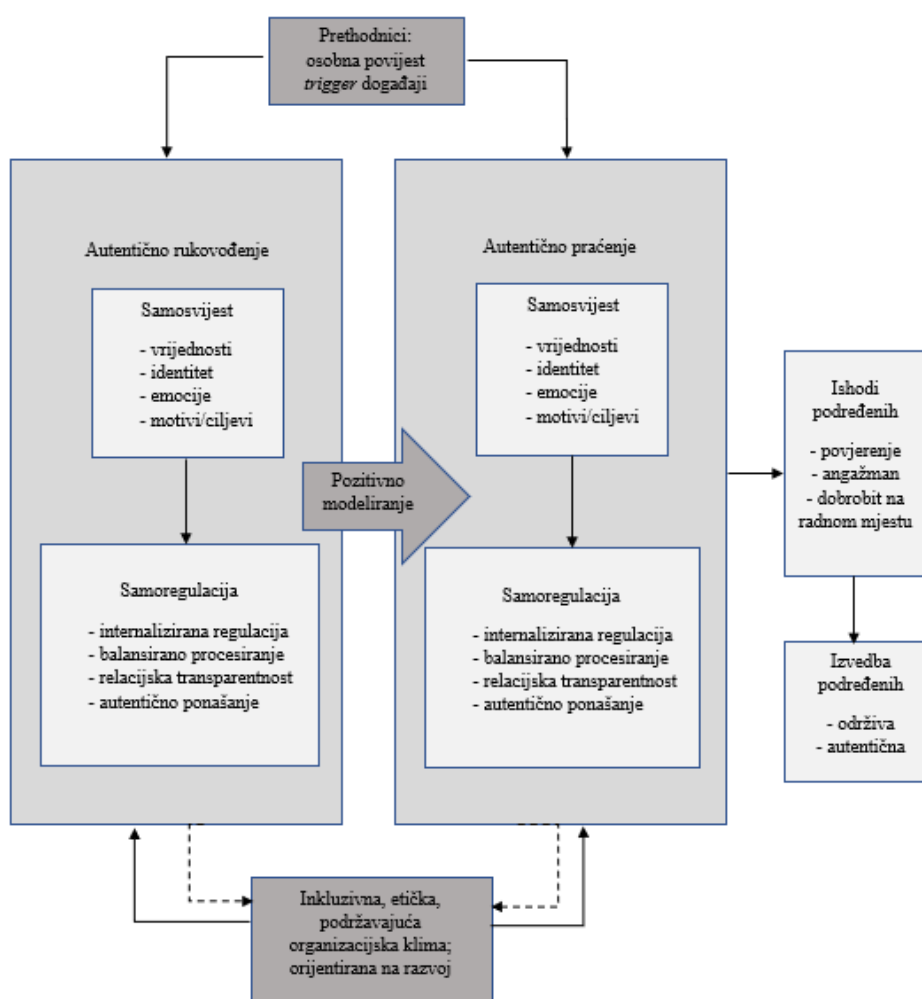 Prethodnici:
osobna povijest
trigger događaji
Autentično rukovođenje
Samosvijest
- vrijednosti
- identitet
- emocije
- motivi/ciljevi
Samoregulacija
- internalizirana regulacija
- balansirano procesiranje
- relacijska transparentnost
- autentično ponašanje
Pozitivno
modeliranje
Autentično praćenje
Samosvijest
- vrijednosti
- identitet
- emocije
- motivi/ciljevi
Samoregulacija
- internalizirana regulacija
- balansirano procesiranje
- relacijska transparentnost
- autentično ponašanje
Ishodi
podređenih
- povjerenje
- angažman
- dobrobit na
radnom mjestu
Izvedba
podređenih
- održiva
- autentična
Inkluzivna, etička,
podržavajuća
organizacijska klima;
orijentirana na razvoj